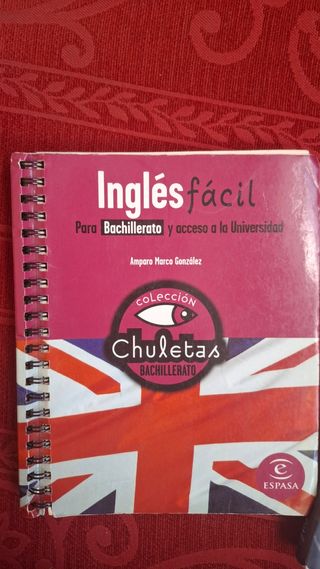 Inglés fácil
Para Bachillerato y acceso a la Universidad
Amparo Marco González
coLeccIÓN
Chuletas
BACHILLERATO
e
ESPASA